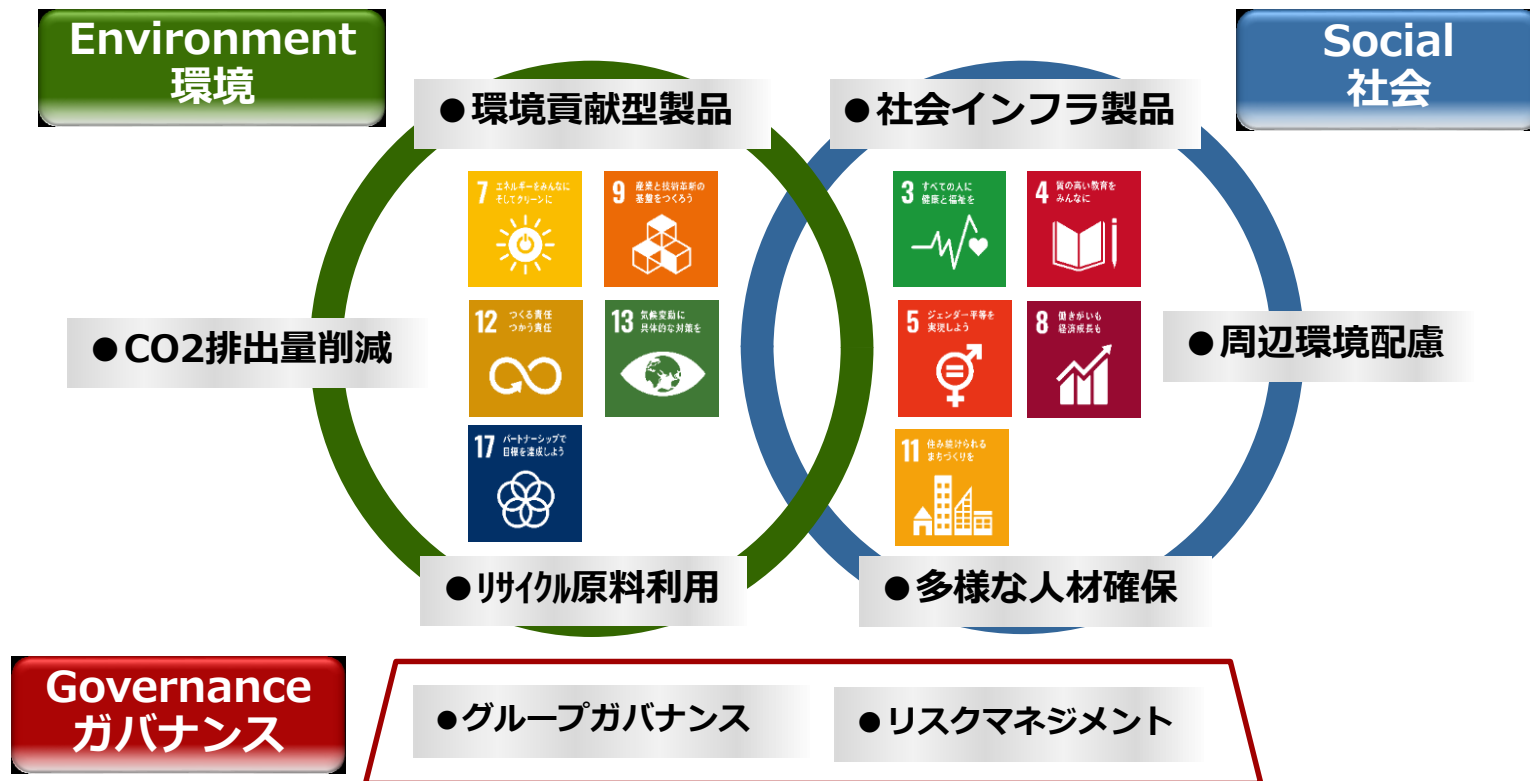 Environment
環境
Social
社会
●環境貢献型製品
●社会インフラ製品
7 エネルギーをみんなに
そしてクリーンに
9 産業と技術革新の
基盤をつくろう
3 すべての人に
健康と福祉を
4 質の高い教育を
みんなに
12 つくる責任
つかう責任
13 気候変動に
具体的な対策を
5 ジェンダー平等を
実現しよう
8 働きがいも
経済成長も
●CO2排出量削減
●周辺環境配慮
17 パートナーシップで
目標を達成しよう
11 住み続けられる
まちづくりを
●リサイクル原料利用
●多様な人材確保
Governance
ガバナンス
●グループガバナンス
●リスクマネジメント